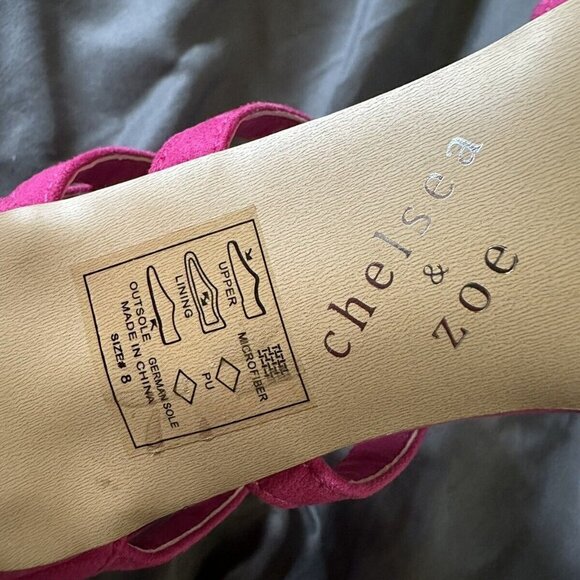 chelsea
&
zoe
UPPER
MICROFIBER
LINING
PU
OUTSOLE
GERMAN SOLE
MADE IN CHINA
SIZE# 8